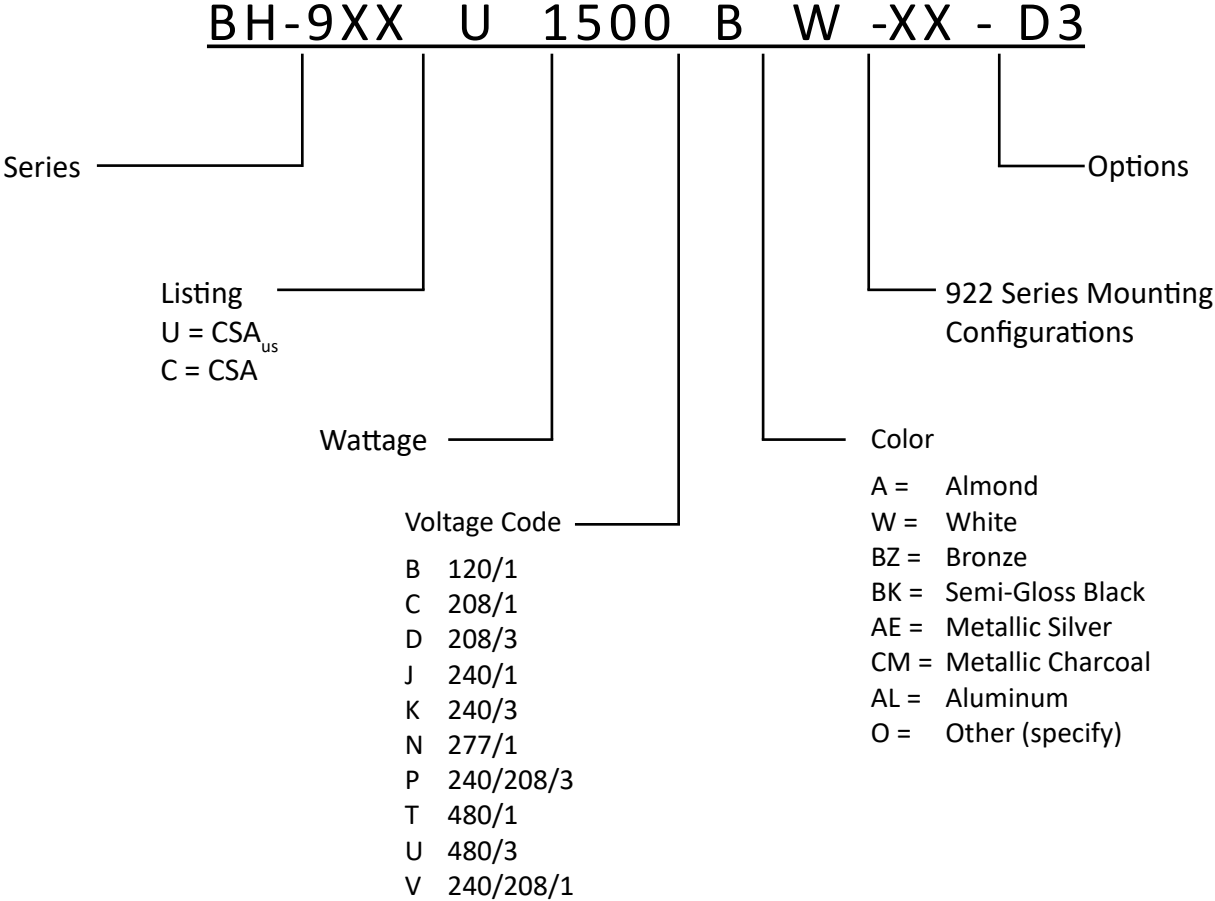 BH-9XX U 1500 B W -XX - D3
Series
Options
Listing
U = CSAus
C = CSA
922 Series Mounting
Configurations
Wattage
Color
A = Almond
W = White
BZ = Bronze
BK = Semi-Gloss Black
AE = Metallic Silver
CM = Metallic Charcoal
AL = Aluminum
O = Other (specify)
Voltage Code
B 120/1
C 208/1
D 208/3
J 240/1
K 240/3
N 277/1
P 240/208/3
T 480/1
U 480/3
V 240/208/1